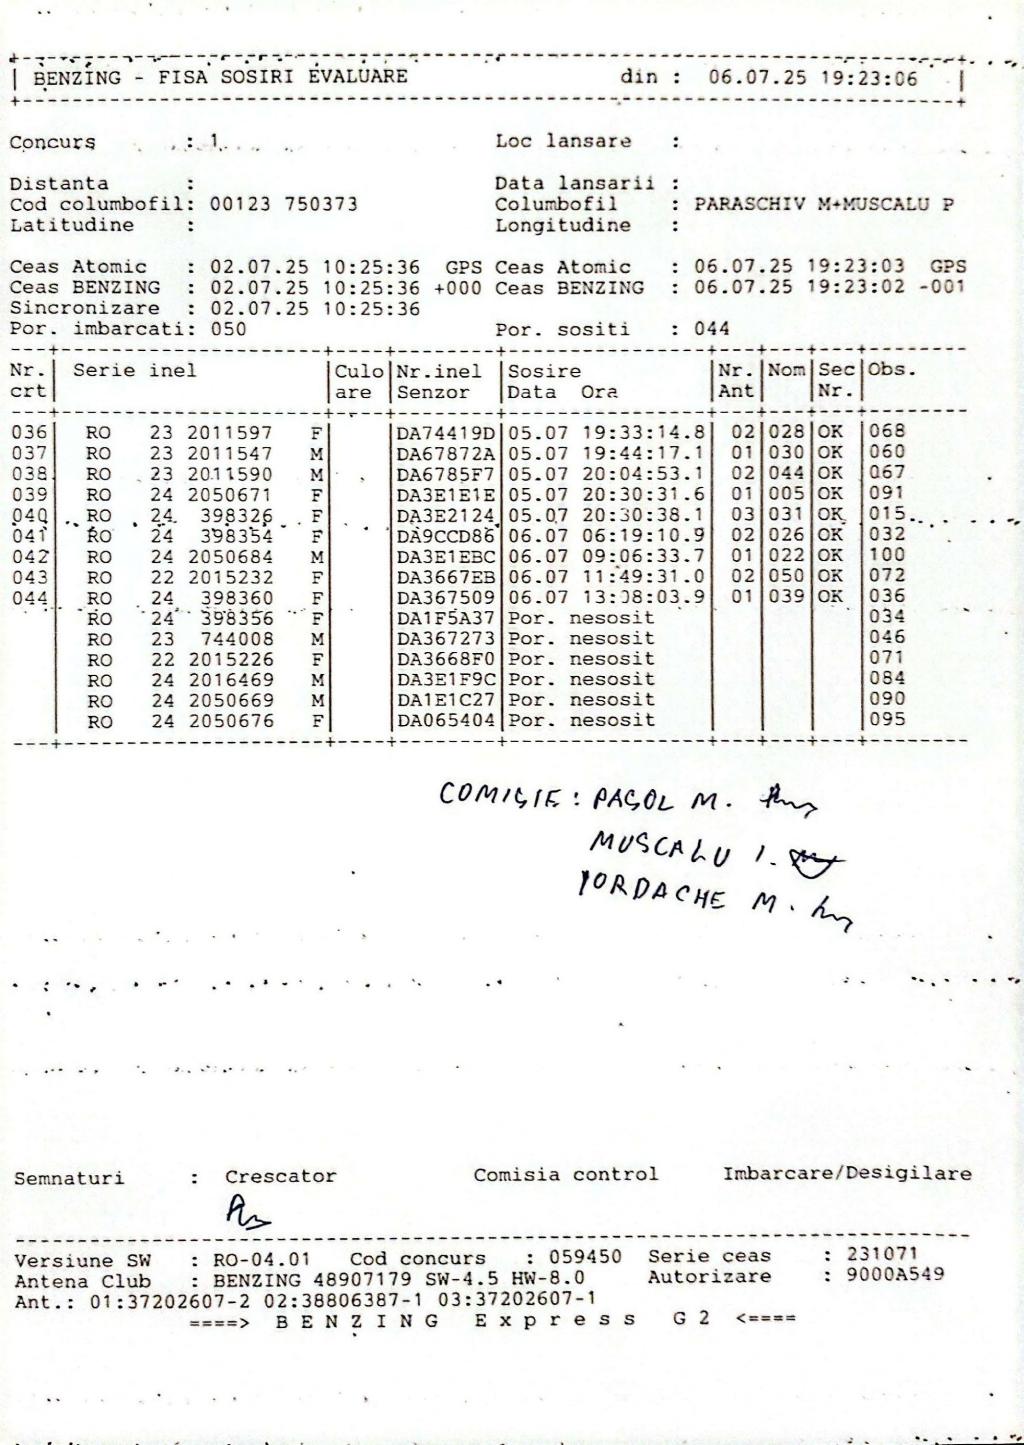 BENZING - FISA SOSIRI EVALUARE din : 06.07.25 19:23:06
Concurs : 1 Loc lansare :
Distanta : Data lansarii :
Cod columbofil: 00123 750373 Columbofil : PARASCHIV M+MUSCALU P
Latitudine : Longitudine :
Ceas Atomic : 02.07.25 10:25:36 GPS Ceas Atomic : 06.07.25 19:23:03 GPS
Ceas BENZING : 02.07.25 10:25:36 +000 Ceas BENZING : 06.07.25 19:23:02 -001
Sincronizare : 02.07.25 10:25:36
Por. imbarcati: 050 Por. sositi : 044
Nr. Serie inel Culo Nr.inel Sosire Nr. Nom Sec Obs.
crt are Senzor Data Ora Ant Nr.
036 RO 23 2011597 F DA74419D 05.07 19:33:14.8 02 028 OK 068
037 RO 23 2011547 M DA67872A 05.07 19:44:17.1 01 030 OK 060
038 RO 23 2011590 M DA6785F7 05.07 20:04:53.1 02 044 OK 067
039 RO 24 2050671 F DA3E1E1E 05.07 20:30:31.6 01 005 OK 091
040 RO 24 398326 F DA3E2124 05.07 20:30:38.1 03 031 OK 015
041 RO 24 398354 F DA9CCD86 06.07 06:19:10.9 02 026 OK 032
042 RO 24 2050684 M DA3E1EBC 06.07 09:06:33.7 01 022 OK 100
043 RO 22 2015232 F DA3667EB 06.07 11:49:31.0 02 050 OK 072
044 RO 24 398360 F DA367509 06.07 13:08:03.9 01 039 OK 036
RO 24 398356 F DA1F5A37 Por. nesosit 034
RO 23 744008 M DA367273 Por. nesosit 046
RO 22 2015226 F DA3668F0 Por. nesosit 071
RO 24 2016469 M DA3E1F9C Por. nesosit 084
RO 24 2050669 M DA1E1C27 Por. nesosit 090
RO 24 2050676 F DA065404 Por. nesosit 095
COMISIE: PAGOL M.
MUSCALU I.
IORDACHE M.
Semnaturi : Crescator Comisia control Imbarcare/Desigilare
Versiune SW : RO-04.01 Cod concurs : 059450 Serie ceas : 231071
Antena Club : BENZING 48907179 SW-4.5 HW-8.0 Autorizare : 9000A549
Ant.: 01:37202607-2 02:38806387-1 03:37202607-1
====> B E N Z I N G E x p r e s s G 2 <====